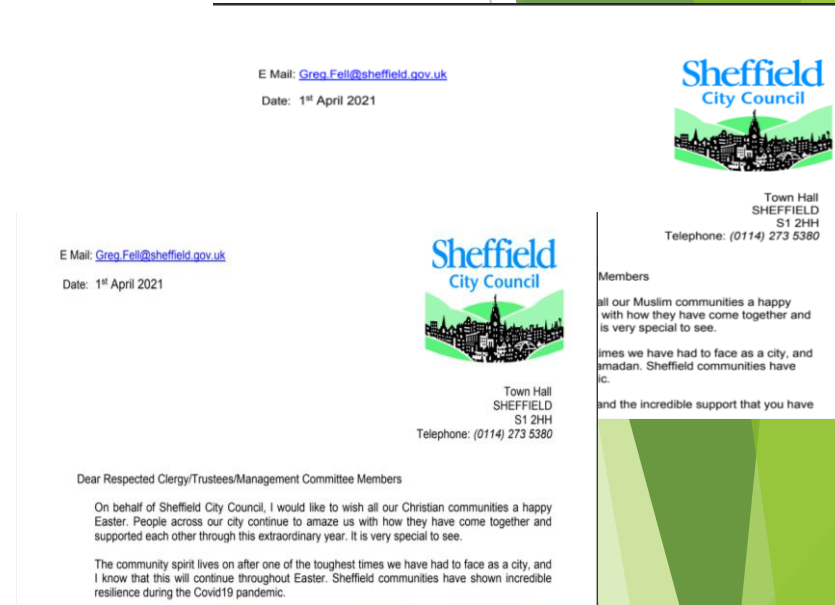 E Mail: Greg.Fell@sheffield.gov.uk
Date: 1st April 2021
Sheffield
City Council
Town Hall
SHEFFIELD
S1 2HH
Telephone: (0114) 273 5380
Members
all our Muslim communities a happy
with how they have come together and
is very special to see.
imes we have had to face as a city, and
amadan. Sheffield communities have
ic.
and the incredible support that you have
E Mail: Greg.Fell@sheffield.gov.uk
Date: 1st April 2021
Sheffield
City Council
Town Hall
SHEFFIELD
S1 2HH
Telephone: (0114) 273 5380
Dear Respected Clergy/Trustees/Management Committee Members
On behalf of Sheffield City Council, I would like to wish all our Christian communities a happy
Easter. People across our city continue to amaze us with how they have come together and
supported each other through this extraordinary year. It is very special to see.
The community spirit lives on after one of the toughest times we have had to face as a city, and
I know that this will continue throughout Easter. Sheffield communities have shown incredible
resilience during the Covid19 pandemic.